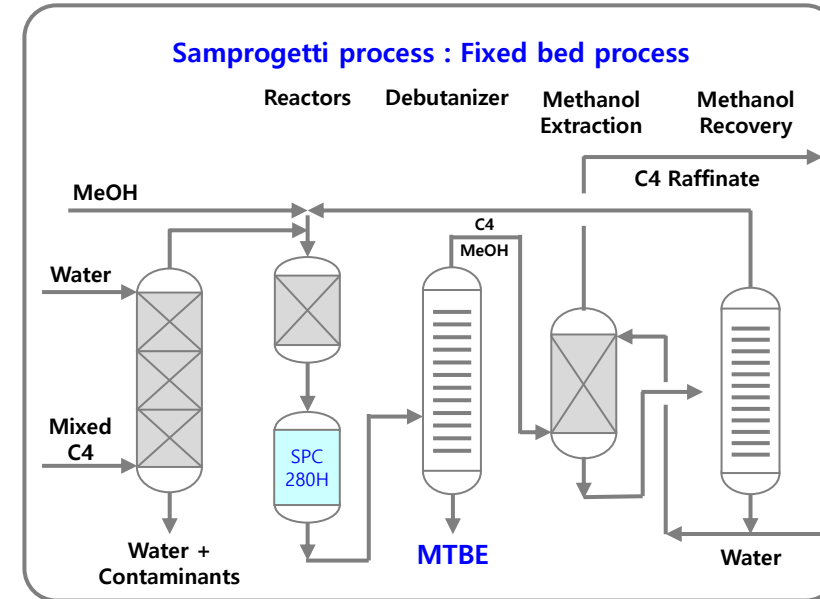 Samprogetti process : Fixed bed process
Reactors
Debutanizer
Methanol
Extraction
Methanol
Recovery
C4 Raffinate
MeOH
C4
MeOH
Water
Mixed
C4
SPC
280H
Water +
Contaminants
MTBE
Water